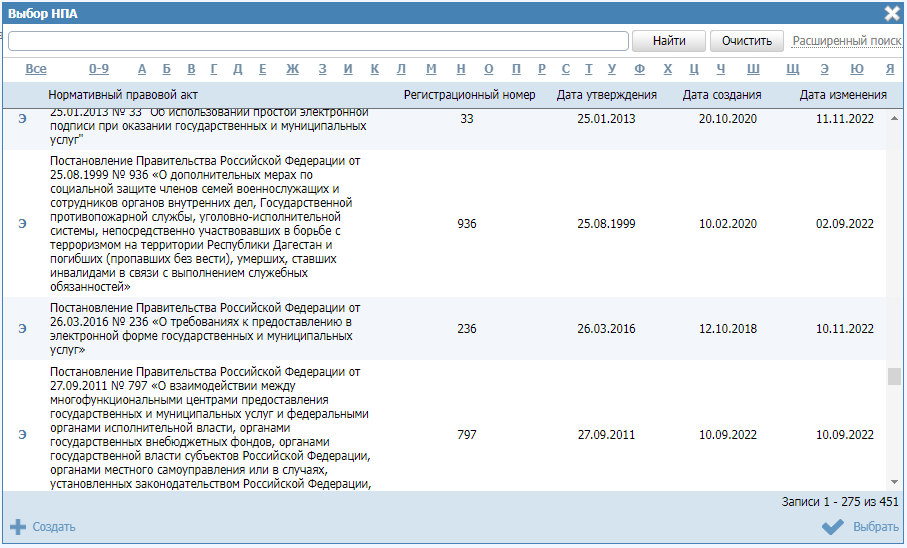 Выбор НПА
Найти Очистить Расширенный поиск
Все 0-9 А Б В Г Д Е Ж З И К Л М Н О П Р С Т У Ф Х Ц Ч Ш Щ Э Ю Я
Нормативный правовой акт Регистрационный номер Дата утверждения Дата создания Дата изменения
25.01.2013 № 33 "Об использовании простой электронной
подписи при оказании государственных и муниципальных
услуг"
Э 33 25.01.2013 20.10.2020 11.11.2022
Постановление Правительства Российской Федерации от
25.08.1999 № 936 «О дополнительных мерах по
социальной защите членов семей военнослужащих и
сотрудников органов внутренних дел, Государственной
противопожарной службы, уголовно-исполнительной
системы, непосредственно участвовавших в борьбе с
терроризмом на территории Республики Дагестан и
погибших (пропавших без вести), умерших, ставших
инвалидами в связи с выполнением служебных
обязанностей»
Э 936 25.08.1999 10.02.2020 02.09.2022
Постановление Правительства Российской Федерации от
26.03.2016 № 236 «О требованиях к предоставлению в
электронной форме государственных и муниципальных
услуг»
Э 236 26.03.2016 12.10.2018 10.11.2022
Постановление Правительства Российской Федерации от
27.09.2011 № 797 «О взаимодействии между
многофункциональными центрами предоставления
государственных и муниципальных услуг и федеральными
органами исполнительной власти, органами
государственных внебюджетных фондов, органами
государственной власти субъектов Российской Федерации,
органами местного самоуправления или в случаях,
установленных законодательством Российской Федерации,
Э 797 27.09.2011 10.09.2022 10.09.2022
Записи 1 - 275 из 451
Создать Выбрать